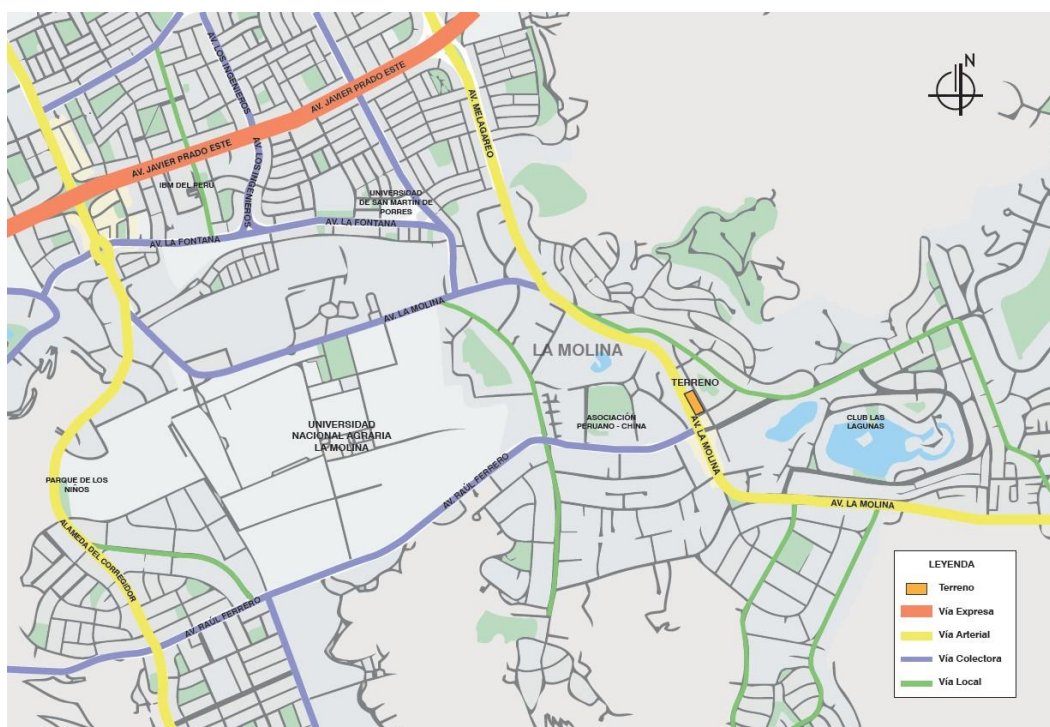 AV. LOS INGENIEROS
AV. JAVIER PRADO ESTE
AV. MELAGAREO
N
AV. JAVIER PRADO ESTE
AV. LOS INGENIEROS
IBM DEL PERÚ
UNIVERSIDAD
DE SAN MARTÍN DE
PORRES
AV. LA FONTANA
AV. LA FONTANA
AV. LA MOLINA
LA MOLINA
TERRENO
ASOCIACIÓN
PERUANO - CHINA
CLUB LAS
LAGUNAS
UNIVERSIDAD
NACIONAL AGRARIA
LA MOLINA
AV. LA MOLINA
AV. RAÚL FERRERO
PARQUE DE LOS
NIÑOS
AV. LA MOLINA
ALAMEDA DEL CORREGIDOR
AV. RAÚL FERRERO
LEYENDA
Terreno
Vía Expresa
Vía Arterial
Vía Colectora
Vía Local